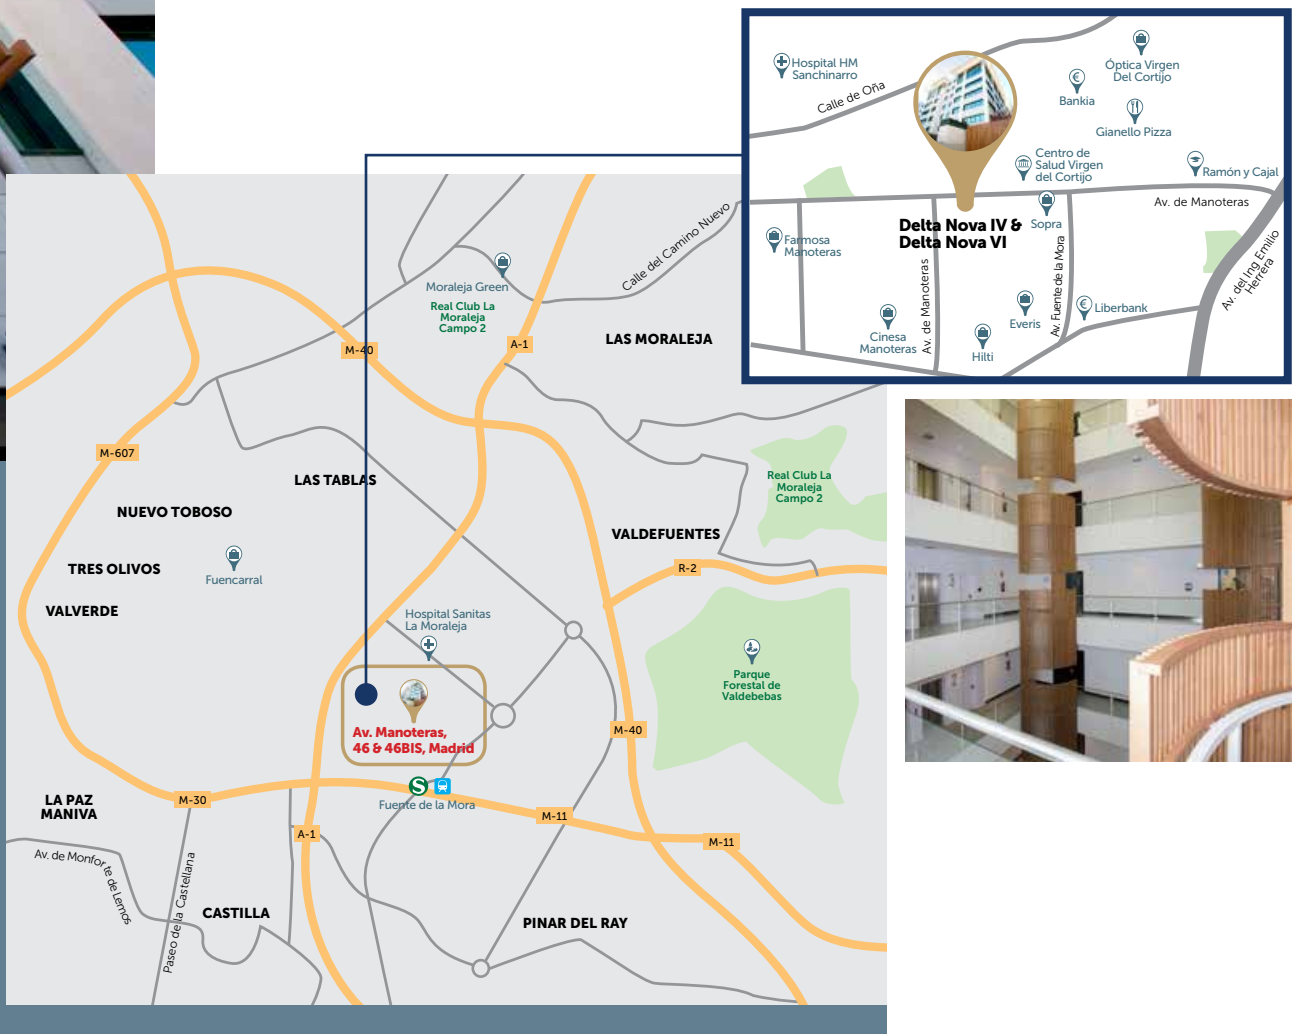 Hospital HM
Sanchinarro
Calle de Oña
Óptica Virgen
Del Cortijo
Bankia
Gianello Pizza
Centro de
Salud Virgen
del Cortijo
Ramón y Cajal
Av. de Manoteras
Delta Nova IV &
Delta Nova VI
Sopra
Farmosa
Manoteras
Av. de Manoteras
Av. Fuente de la Mora
Av. del Ing Emilio
Herrera
Everis
Liberbank
Cinesa
Manoteras
Hilti
Calle del Camino Nuevo
Moraleja Green
Real Club La
Moraleja
Campo 2
LAS MORALEJA
M-40
A-1
M-607
LAS TABLAS
Real Club La
Moraleja
Campo 2
NUEVO TOBOSO
VALDEFUENTES
TRES OLIVOS
Fuencarral
R-2
VALVERDE
Hospital Sanitas
La Moraleja
Parque
Forestal de
Valdebebas
Av. Manoteras,
46 & 46BIS, Madrid
M-40
S
Fuente de la Mora
LA PAZ
MANIVA
M-30
M-11
A-1
M-11
Av. de Monforte de Lemos
Paseo de la Castellana
CASTILLA
PINAR DEL RAY